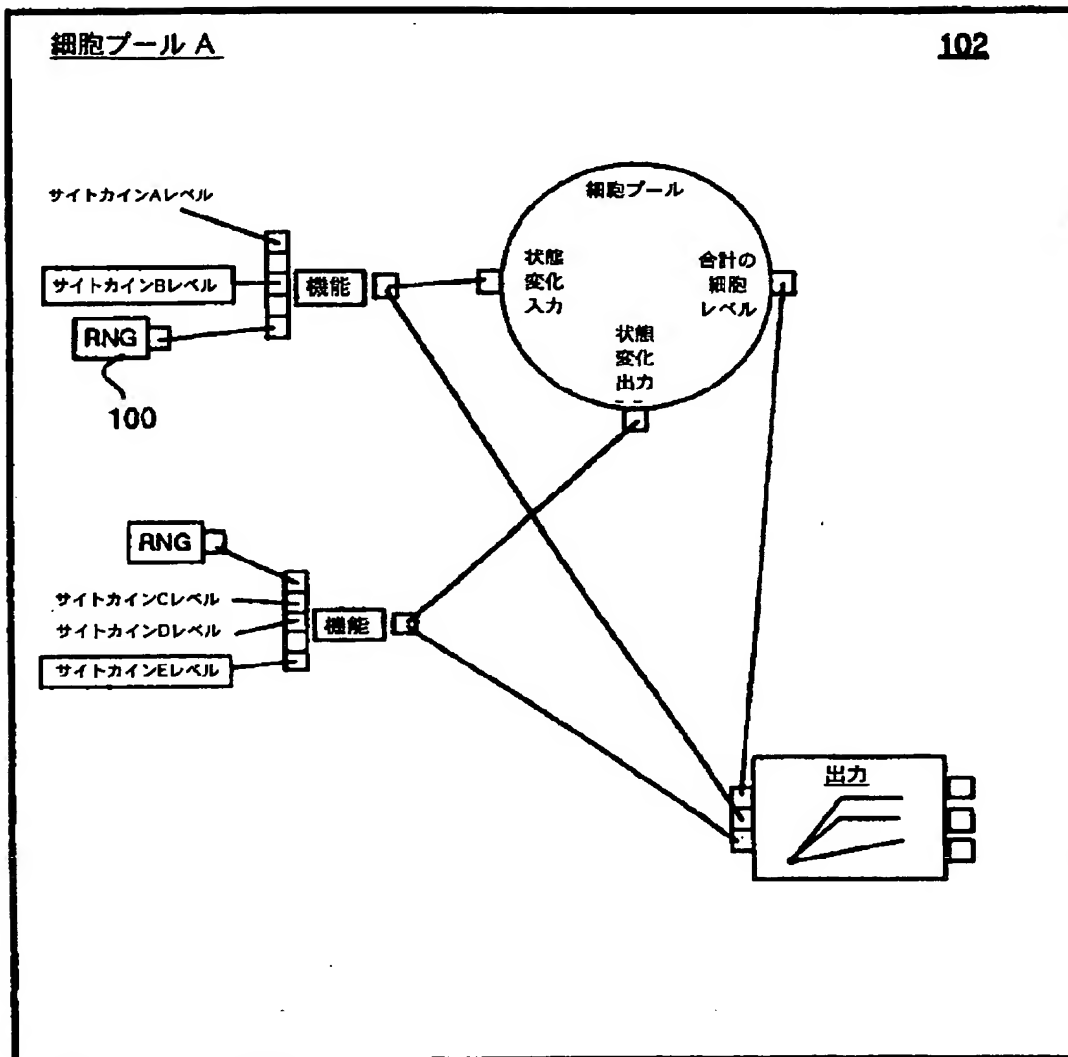 細胞プール A
102
細胞プール
サイトカインAレベル
状態
変化
入力
合計の
細胞
レベル
サイトカインBレベル
機能
RNG
状態
変化
出力
100
RNG
サイトカインCレベル
サイトカインDレベル
機能
サイトカインEレベル
出力